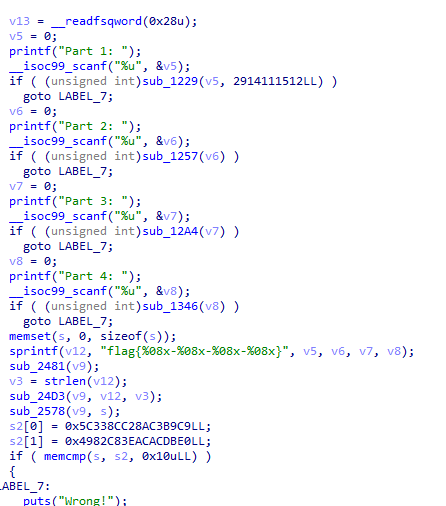 v13 = __readfsqword(0x28u);
v5 = 0;
printf("Part 1: ");
__isoc99_scanf("%u", &v5);
if ( (unsigned int)sub_1229(v5, 2914111512LL) )
goto LABEL_7;
v6 = 0;
printf("Part 2: ");
__isoc99_scanf("%u", &v6);
if ( (unsigned int)sub_1257(v6) )
goto LABEL_7;
v7 = 0;
printf("Part 3: ");
__isoc99_scanf("%u", &v7);
if ( (unsigned int)sub_12A4(v7) )
goto LABEL_7;
v8 = 0;
printf("Part 4: ");
__isoc99_scanf("%u", &v8);
if ( (unsigned int)sub_1346(v8) )
goto LABEL_7;
memset(s, 0, sizeof(s));
sprintf(v12, "flag{%08x-%08x-%08x-%08x}", v5, v6, v7, v8);
sub_2481(v9);
v3 = strlen(v12);
sub_24D3(v9, v12, v3);
sub_2578(v9, s);
s2[0] = 0x5C338CC28AC3B9C9LL;
s2[1] = 0x4982C83EACACDBE0LL;
if ( memcmp(s, s2, 0x10uLL) )
{
LABEL_7:
puts("Wrong!");